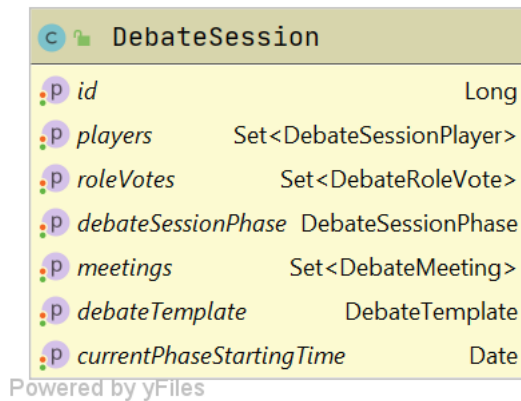 C DebateSession
p id Long
p players Set<DebateSessionPlayer>
p roleVotes Set<DebateRoleVote>
p debateSessionPhase DebateSessionPhase
p meetings Set<DebateMeeting>
p debateTemplate DebateTemplate
p currentPhaseStartingTime Date
Powered by yFiles